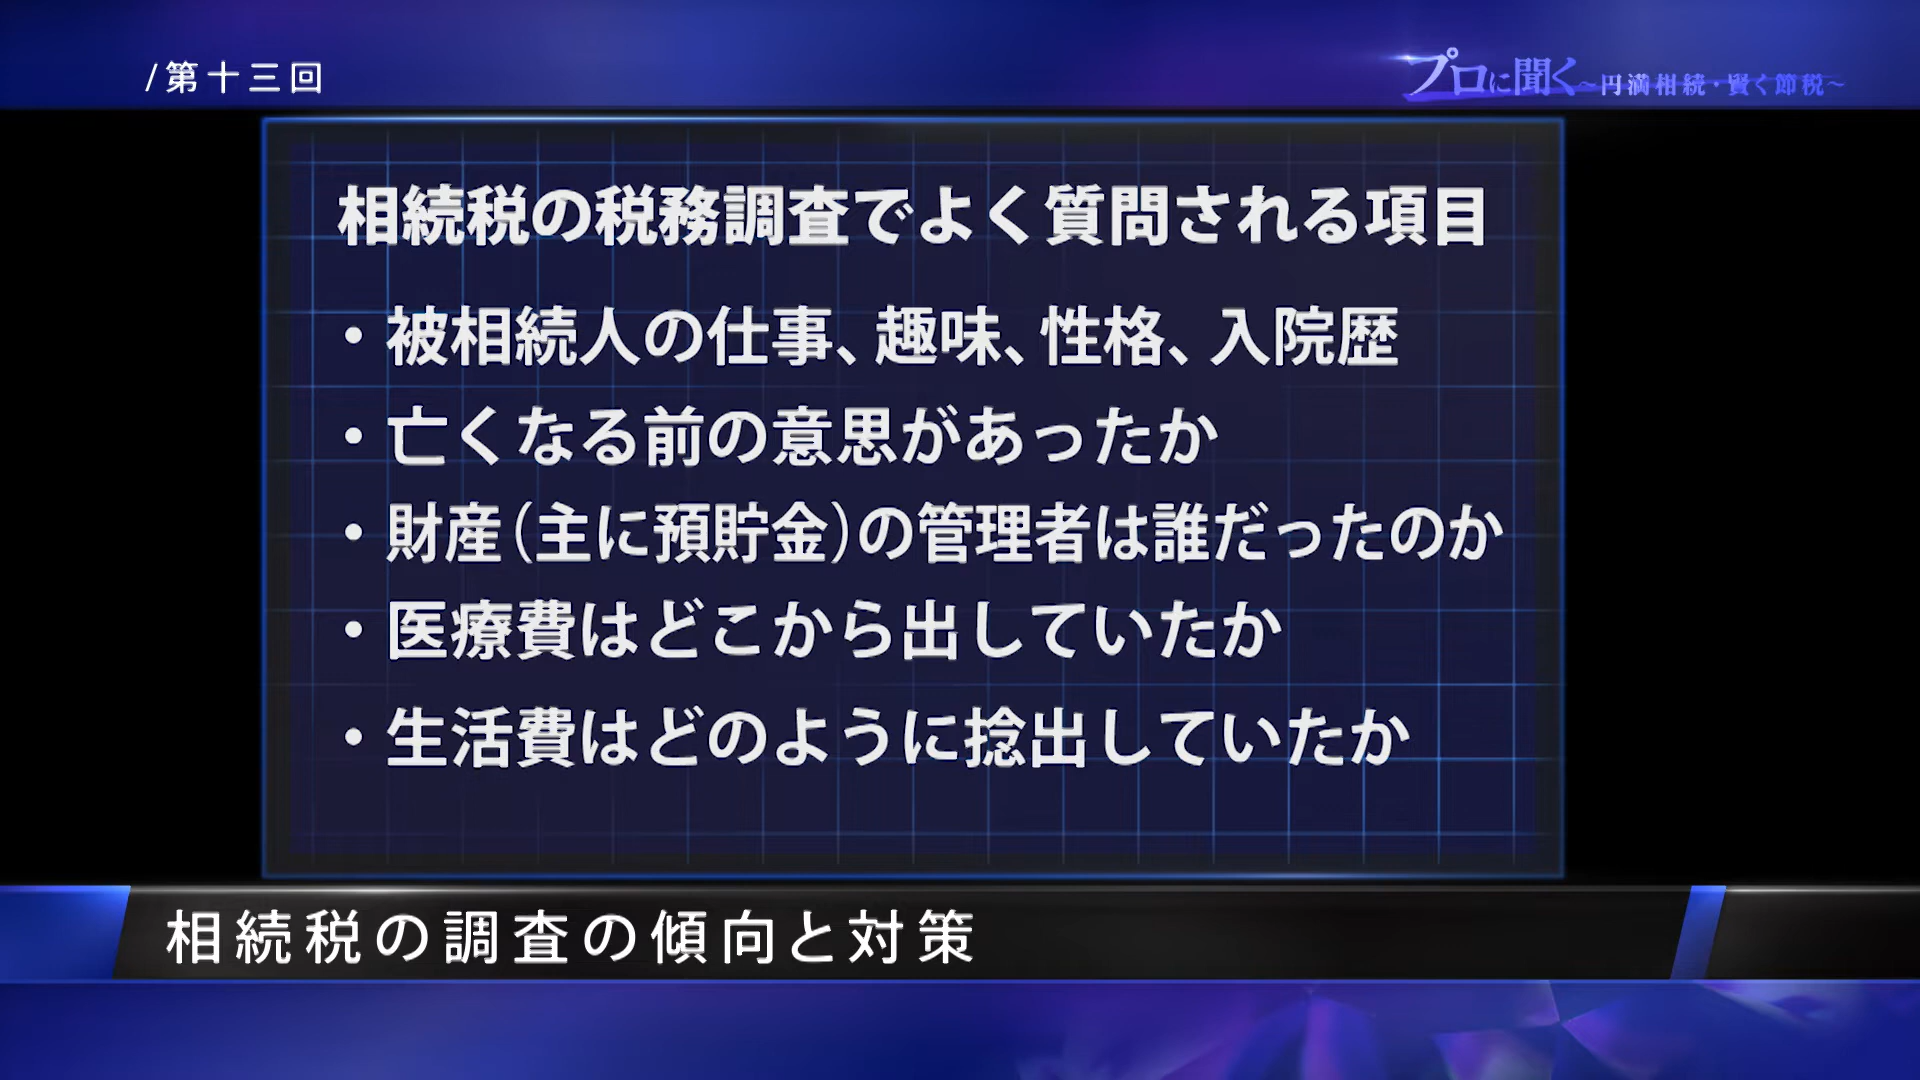 /第十三回
プロに聞く～円満相続・賢く節税～
相続税の税務調査でよく質問される項目
・被相続人の仕事、趣味、性格、入院歴
・亡くなる前の意思があったか
・財産（主に預貯金）の管理者は誰だったのか
・医療費はどこから出していたか
・生活費はどのように捻出していたか
相続税の調査の傾向と対策